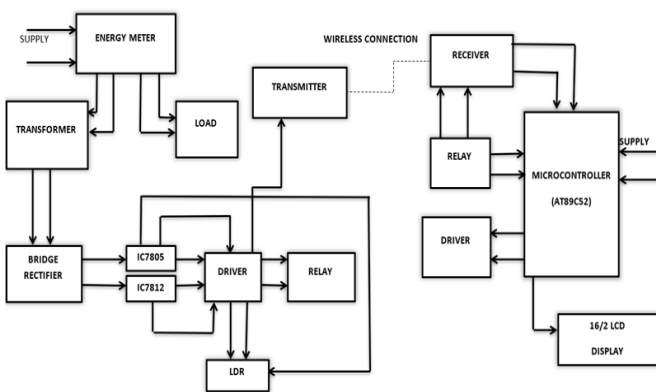 SUPPLY
ENERGY METER
WIRELESS CONNECTION
RECEIVER
TRANSMITTER
TRANSFORMER
LOAD
RELAY
SUPPLY
MICROCONTROLLER
(AT89C52)
BRIDGE
RECTIFIER
IC7805
IC7812
DRIVER
RELAY
DRIVER
LDR
16/2 LCD
DISPLAY